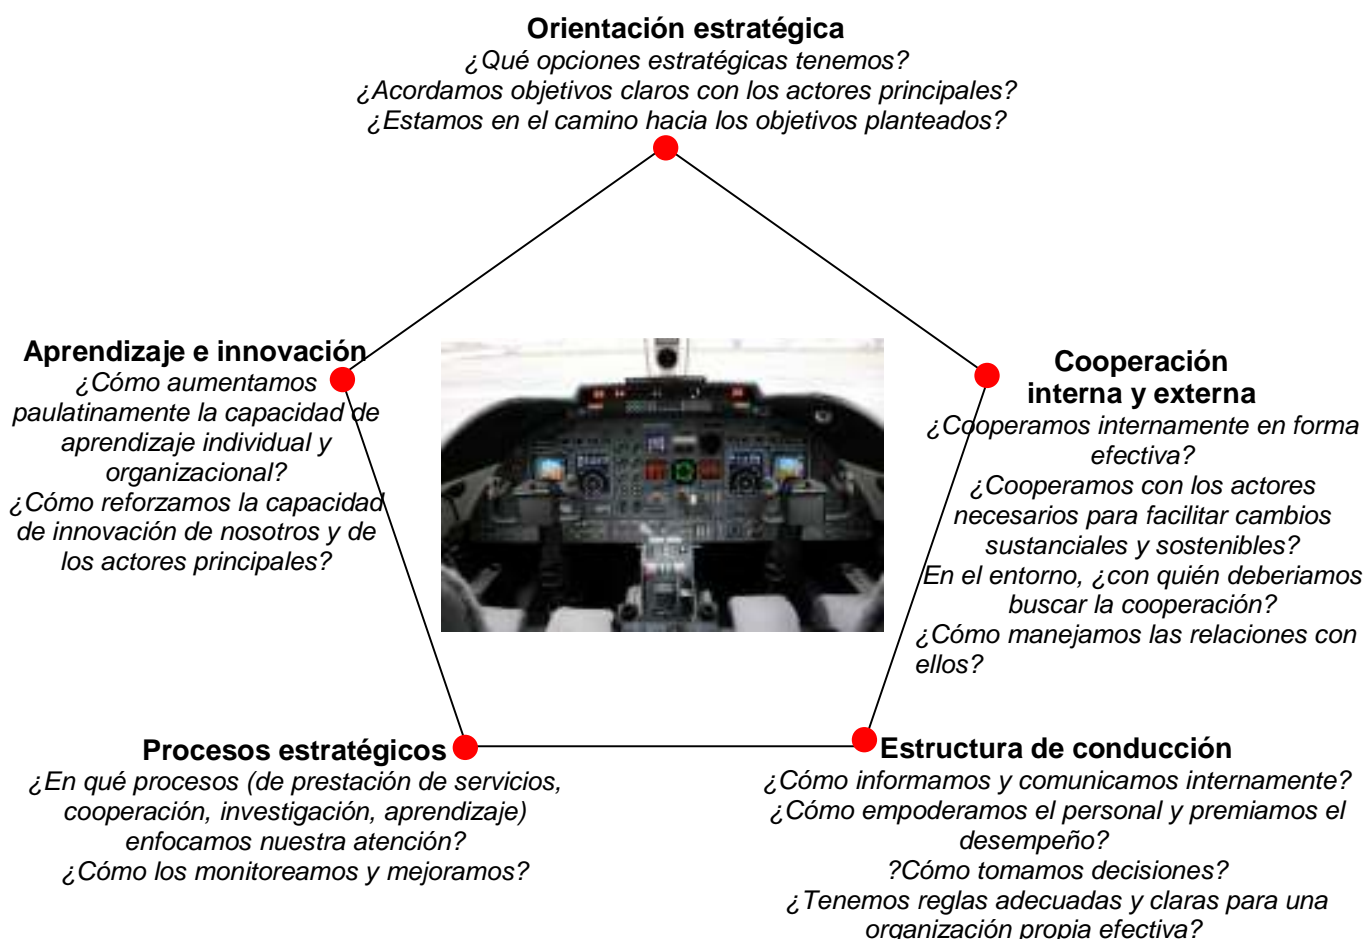 Orientación estratégica
¿Qué opciones estratégicas tenemos?
¿Acordamos objetivos claros con los actores principales?
¿Estamos en el camino hacia los objetivos planteados?
Aprendizaje e innovación
¿Cómo aumentamos
paulatinamente la capacidad de
aprendizaje individual y
organizacional?
¿Cómo reforzamos la capacidad
de innovación de nosotros y de
los actores principales?
Cooperación
interna y externa
¿Cooperamos internamente en forma
efectiva?
¿Cooperamos con los actores
necesarios para facilitar cambios
sustanciales y sostenibles?
En el entorno, ¿con quién deberiamos
buscar la cooperación?
¿Cómo manejamos las relaciones con
ellos?
Procesos estratégicos
¿En qué procesos (de prestación de servicios,
cooperación, investigación, aprendizaje)
enfocamos nuestra atención?
¿Cómo los monitoreamos y mejoramos?
Estructura de conducción
¿Cómo informamos y comunicamos internamente?
¿Cómo empoderamos el personal y premiamos el
desempeño?
?Cómo tomamos decisiones?
¿Tenemos reglas adecuadas y claras para una
organización propia efectiva?